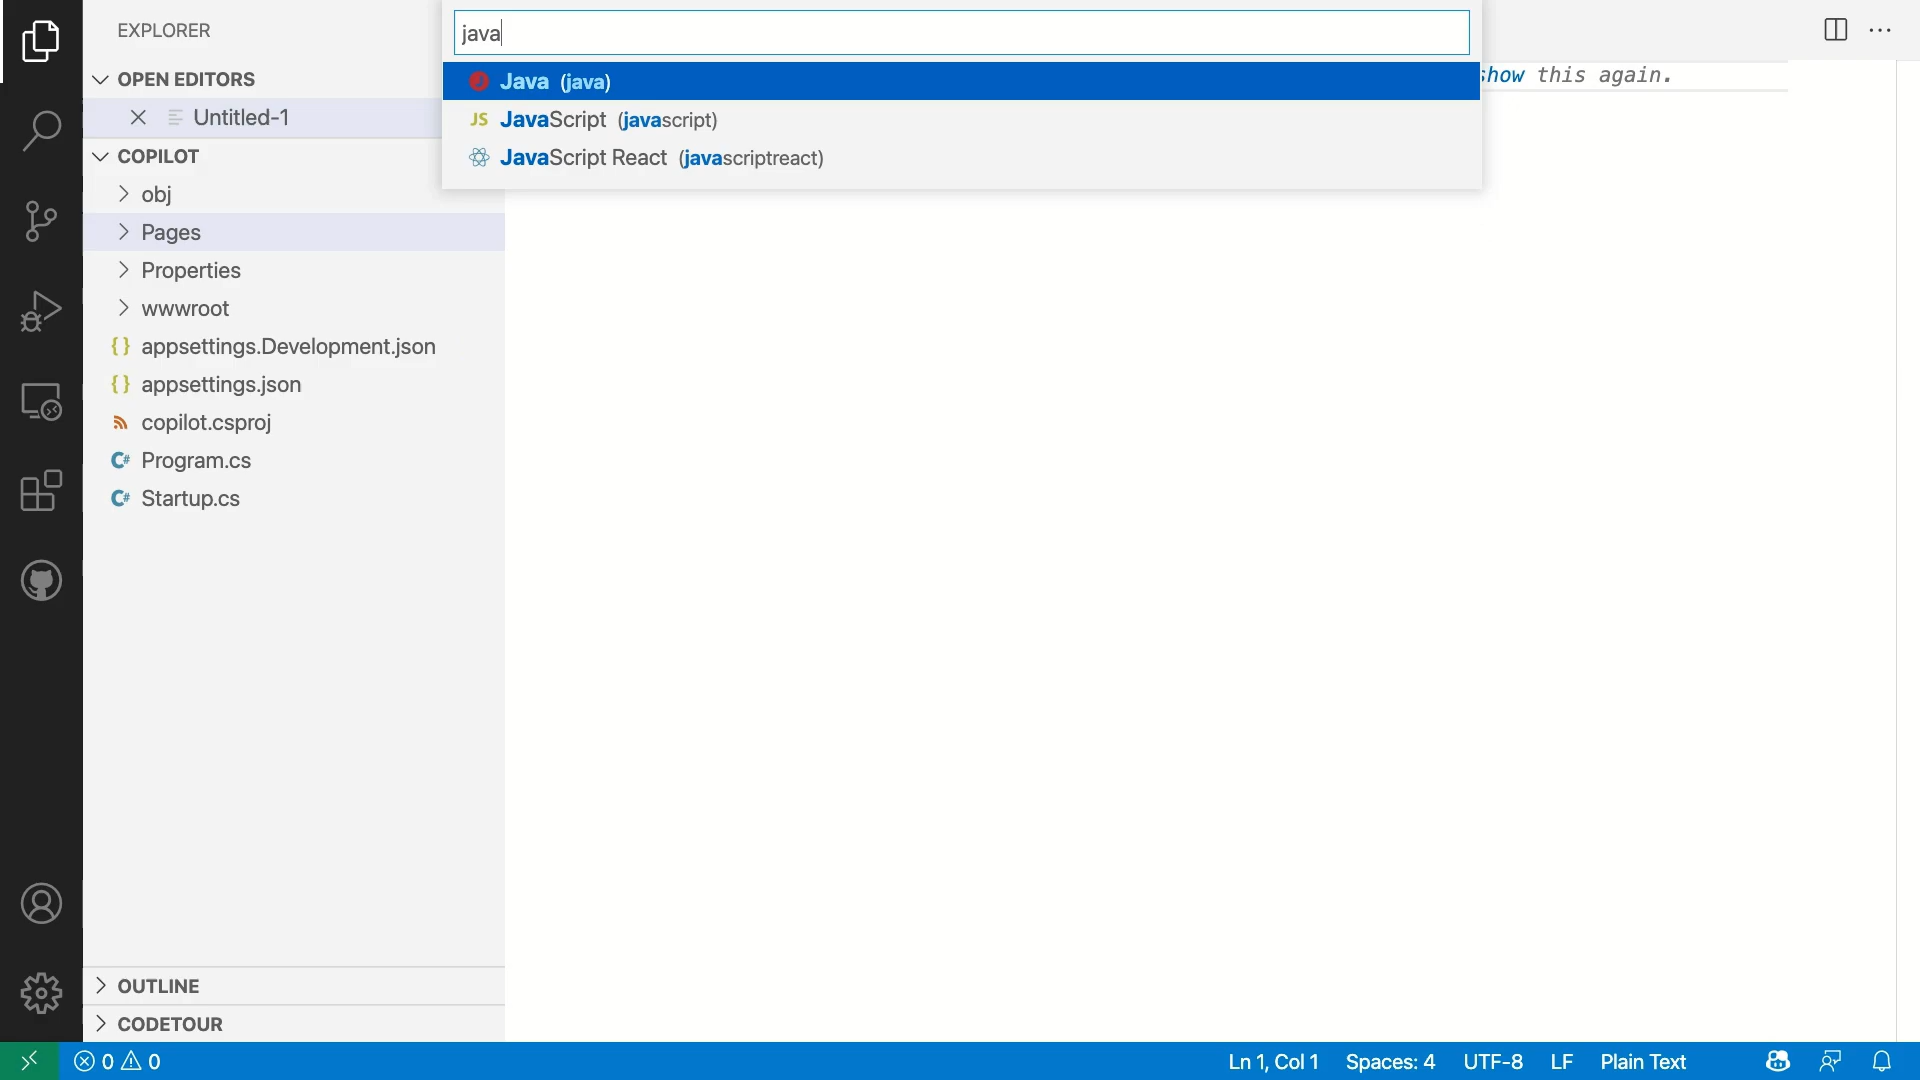 EXPLORER
java
OPEN EDITORS
Java (java)
show this again.
Untitled-1
JS JavaScript (javascript)
COPILOT
JavaScript React (javascriptreact)
obj
Pages
Properties
wwwroot
{} appsettings.Development.json
{} appsettings.json
copilot.csproj
C# Program.cs
C# Startup.cs
OUTLINE
CODETOUR
0 0
Ln 1, Col 1 Spaces: 4 UTF-8 LF Plain Text